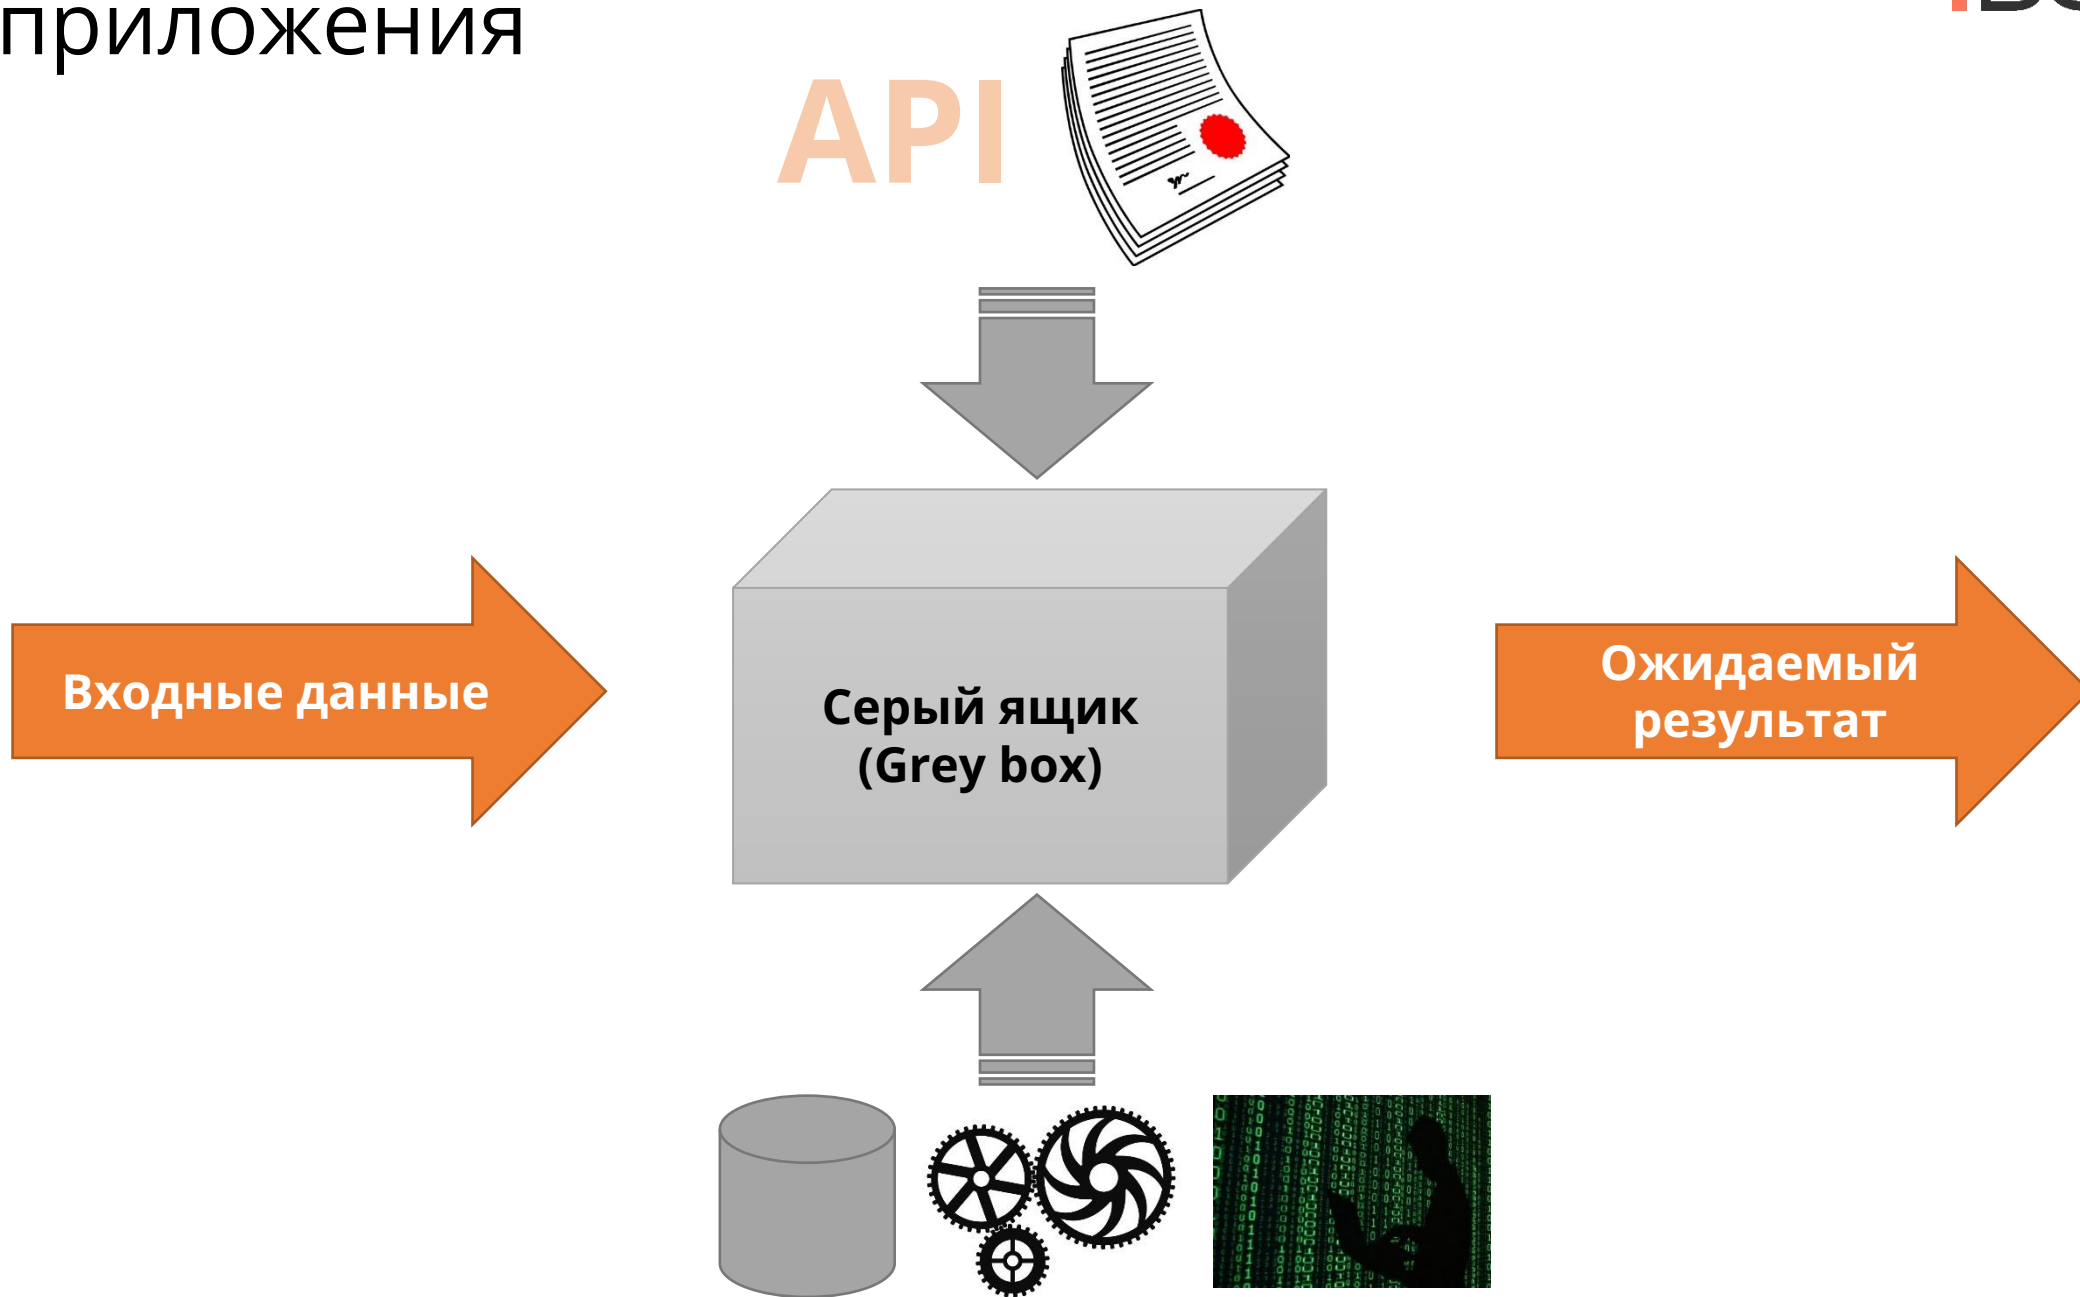 приложения
API
Входные данные
Серый ящик
(Grey box)
Ожидаемый
результат